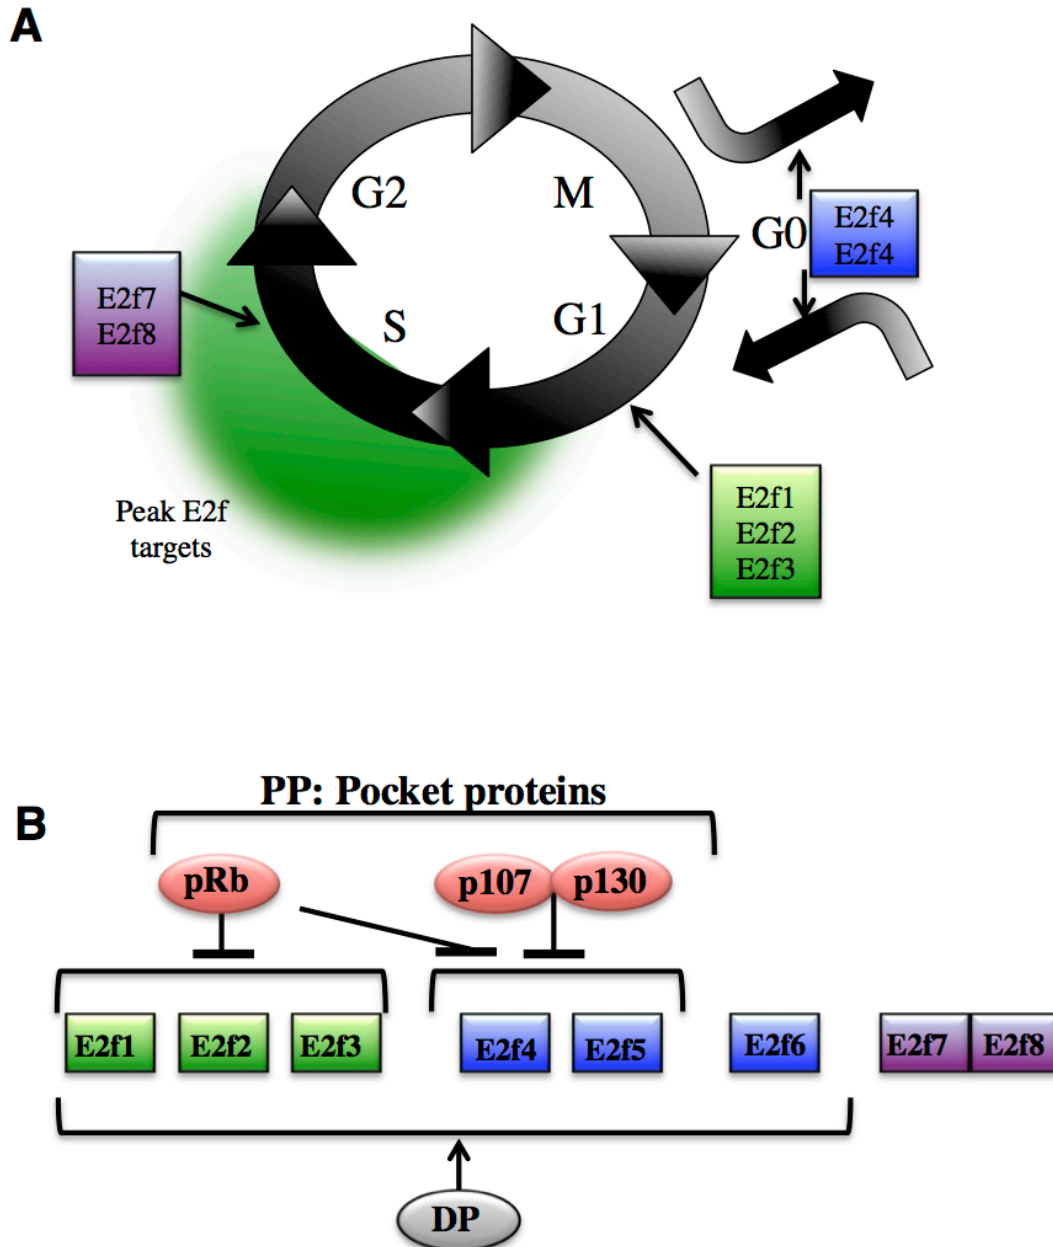 A
G2
M
G0
E2f4
E2f4
E2f7
E2f8
S
G1
E2f1
E2f2
E2f3
Peak E2f
targets
PP: Pocket proteins
B
pRb
p107
p130
E2f1
E2f2
E2f3
E2f4
E2f5
E2f6
E2f7
E2f8
DP